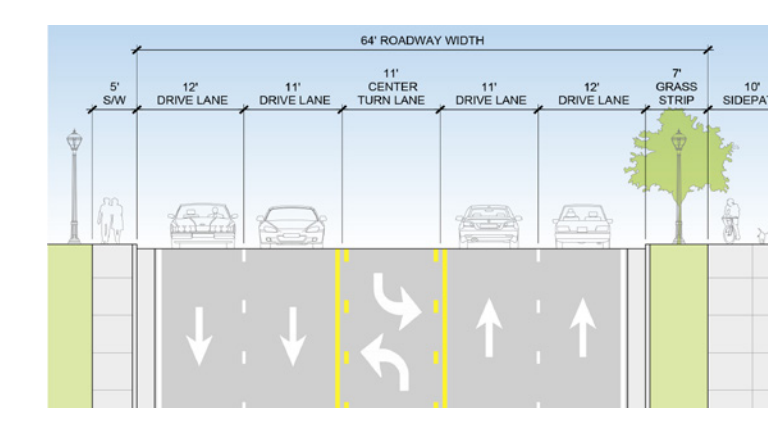 64' ROADWAY WIDTH
5'
S/W
12'
DRIVE LANE
11'
DRIVE LANE
11'
CENTER
TURN LANE
11'
DRIVE LANE
12'
DRIVE LANE
7'
GRASS
STRIP
10'
SIDEPAT